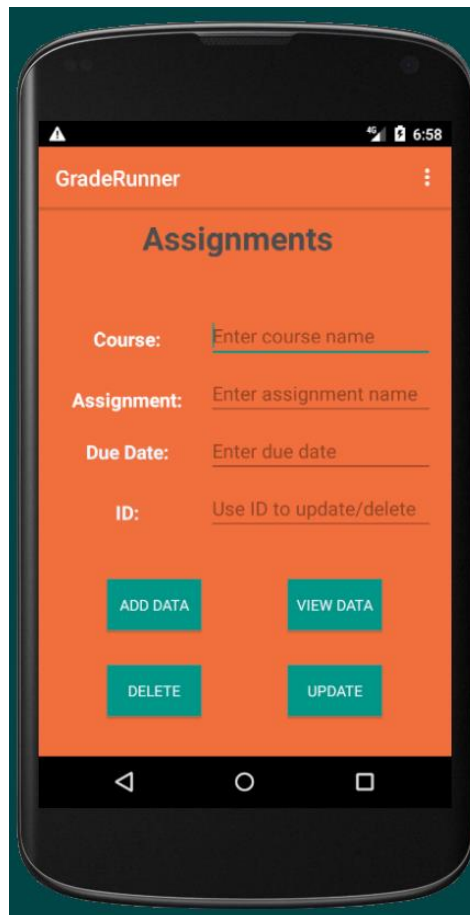 4G 6:58
GradeRunner
Assignments
Course: Enter course name
Assignment: Enter assignment name
Due Date: Enter due date
ID: Use ID to update/delete
ADD DATA VIEW DATA
DELETE UPDATE